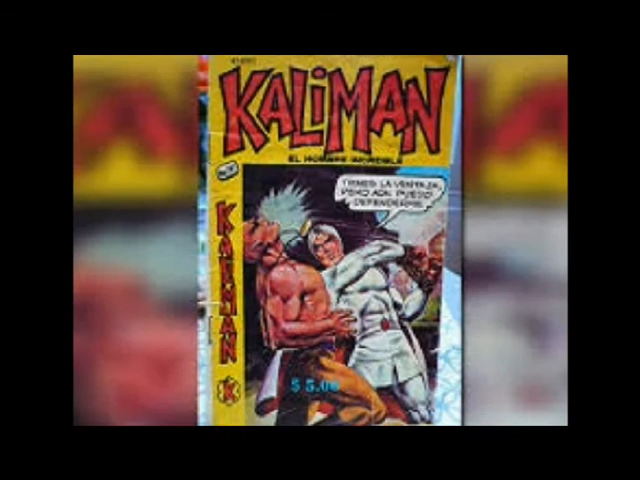 KALiMAN
EL HOMBRE INCREIBLE
TIENES LA VENTAJA,
PERO AÚN PUEDO
DEFENDERME
KALIMAN
K
$ 5.00